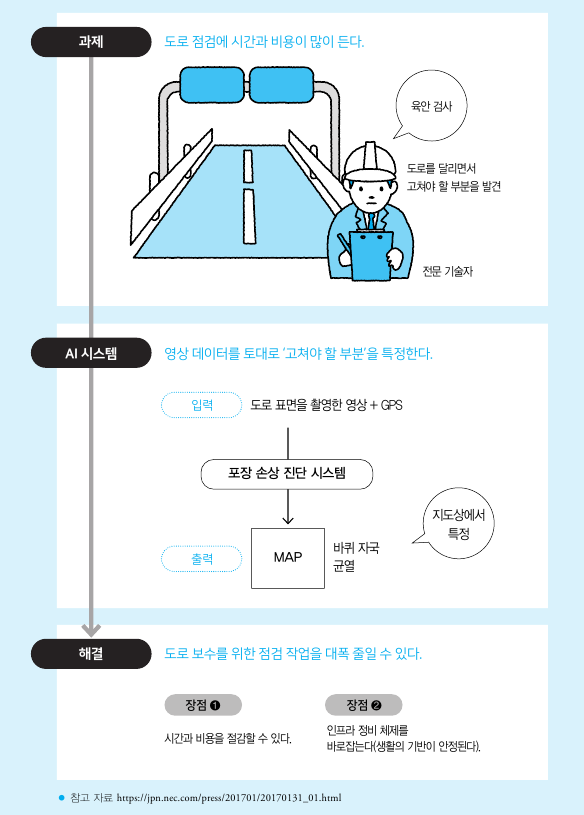 과제
도로 점검에 시간과 비용이 많이 든다.
육안 검사
도로를 달리면서
고쳐야 할 부분을 발견
전문 기술자
AI 시스템
영상 데이터를 토대로 ‘고쳐야 할 부분’을 특정한다.
입력
도로 표면을 촬영한 영상 + GPS
포장 손상 진단 시스템
지도상에서
특정
출력
MAP
바퀴 자국
균열
해결
도로 보수를 위한 점검 작업을 대폭 줄일 수 있다.
장점 ❶
시간과 비용을 절감할 수 있다.
장점 ❷
인프라 정비 체제를
바로잡는다(생활의 기반이 안정된다).
● 참고 자료 https://jpn.nec.com/press/201701/20170131_01.html